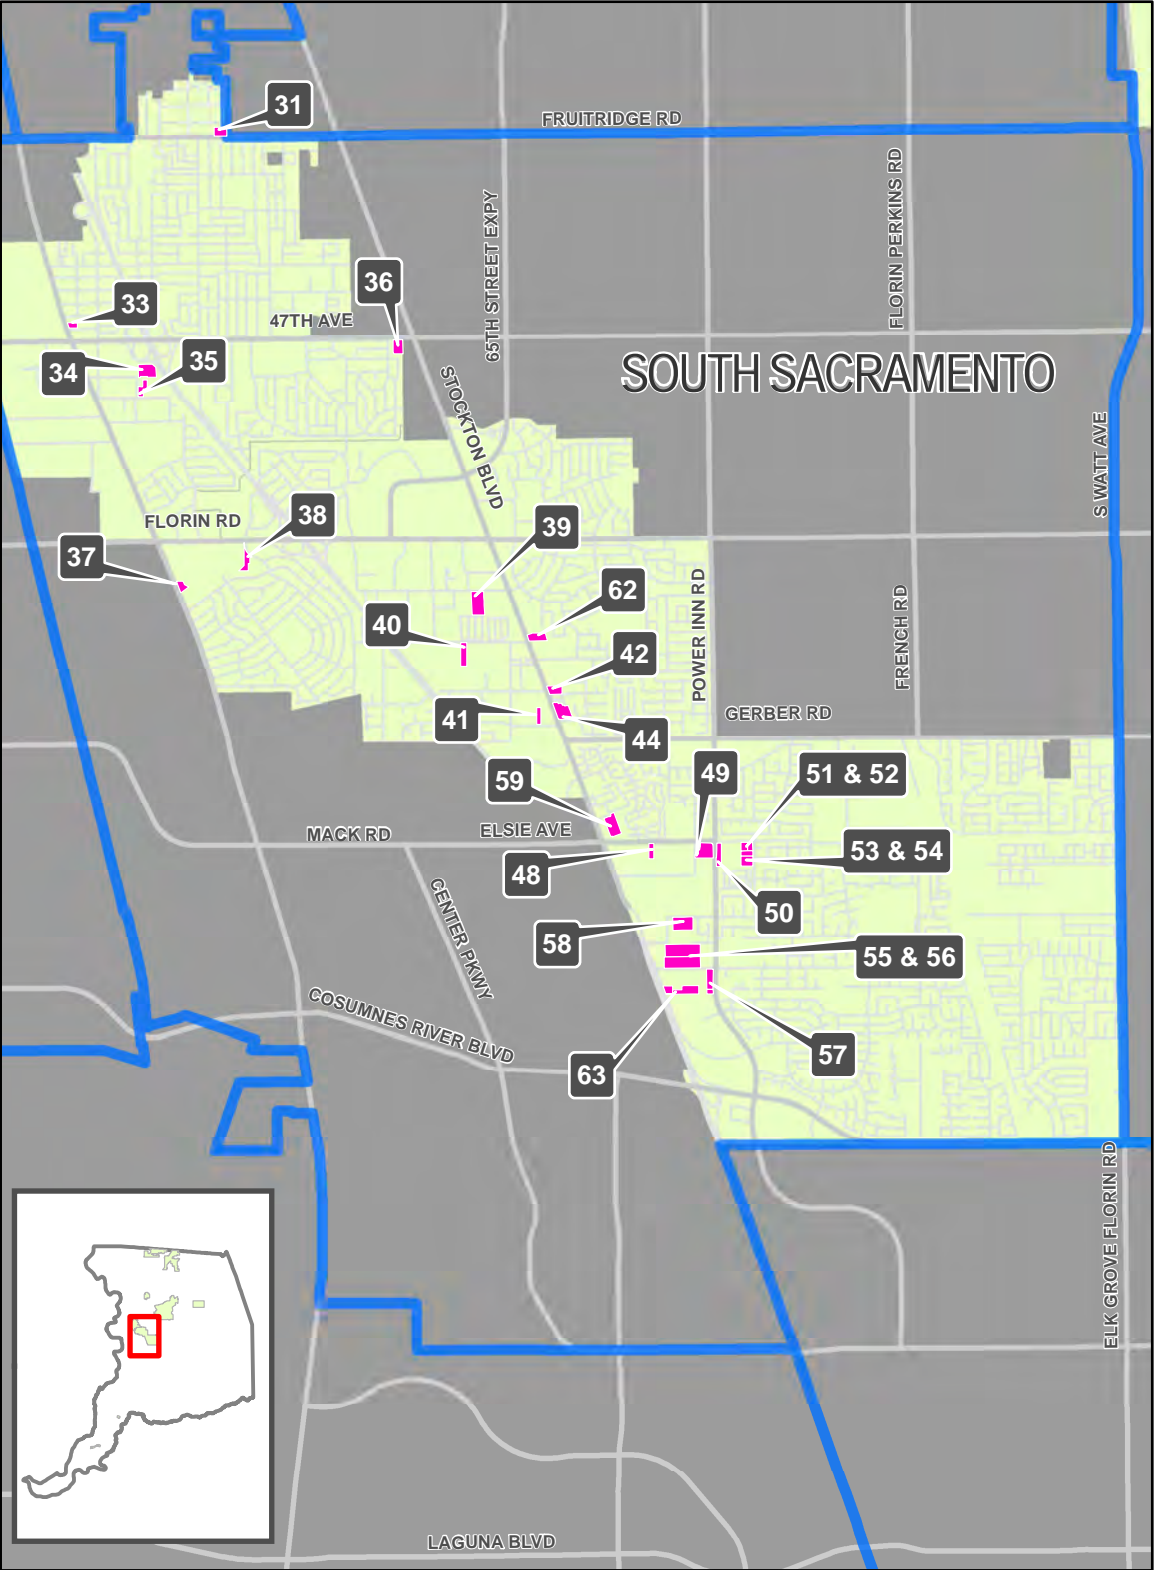 31
FRUITRIDGE RD
FLORIN PERKINS RD
65TH STREET EXPY
36
33
47TH AVE
34
35
SOUTH SACRAMENTO
STOCKTON BLVD
S WATT AVE
FLORIN RD
38
39
37
62
40
POWER INN RD
FRENCH RD
42
41
GERBER RD
44
59
49
51 & 52
MACK RD
ELSIE AVE
53 & 54
48
50
CENTER PKWY
58
55 & 56
COSUMNES RIVER BLVD
57
63
ELK GROVE FLORIN RD
LAGUNA BLVD